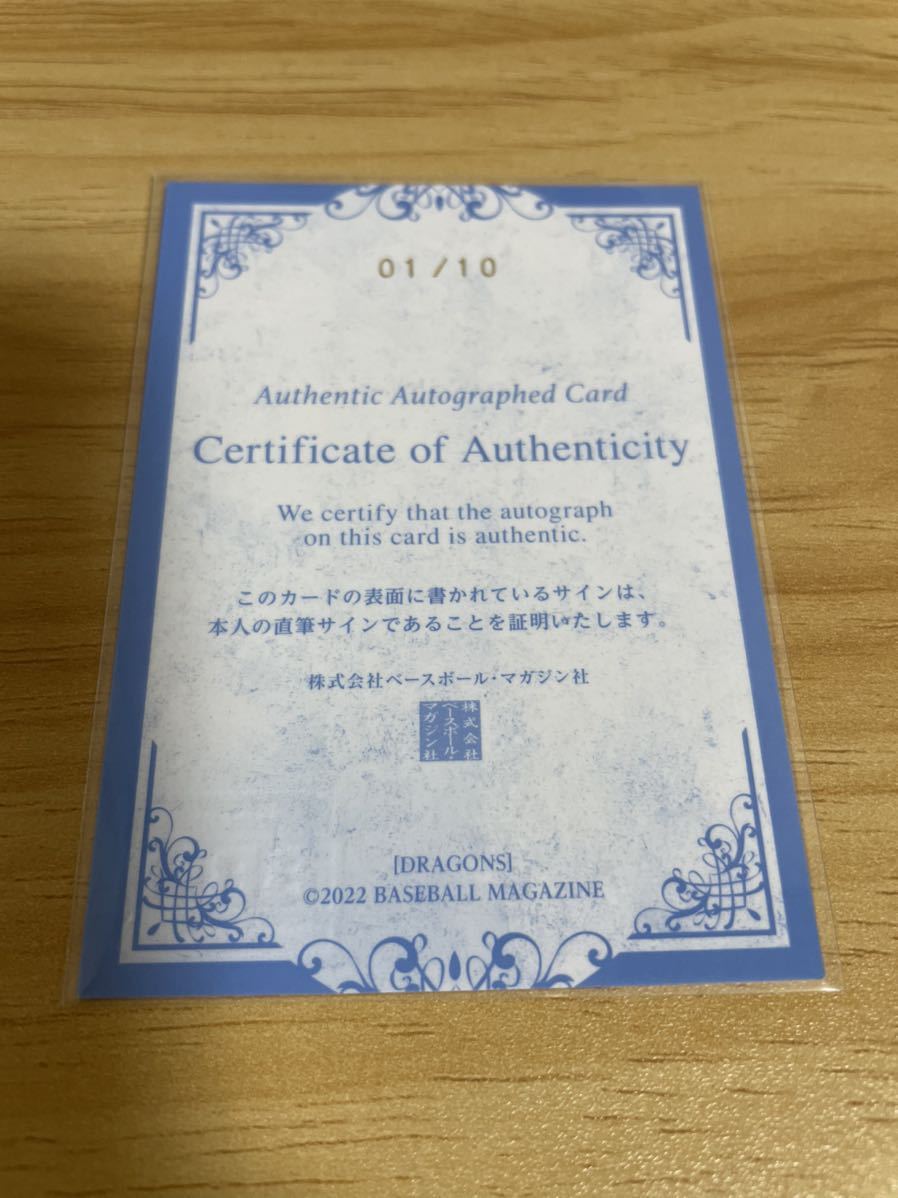 01/10
Authentic Autographed Card
Certificate of Authenticity
We certify that the autograph
on this card is authentic.
このカードの表面に書かれているサインは、
本人の直筆サインであることを証明いたします。
株式会社ベースボール・マガジン社
株式会社
ベースボール・
マガジン社
[DRAGONS]
©2022 BASEBALL MAGAZINE